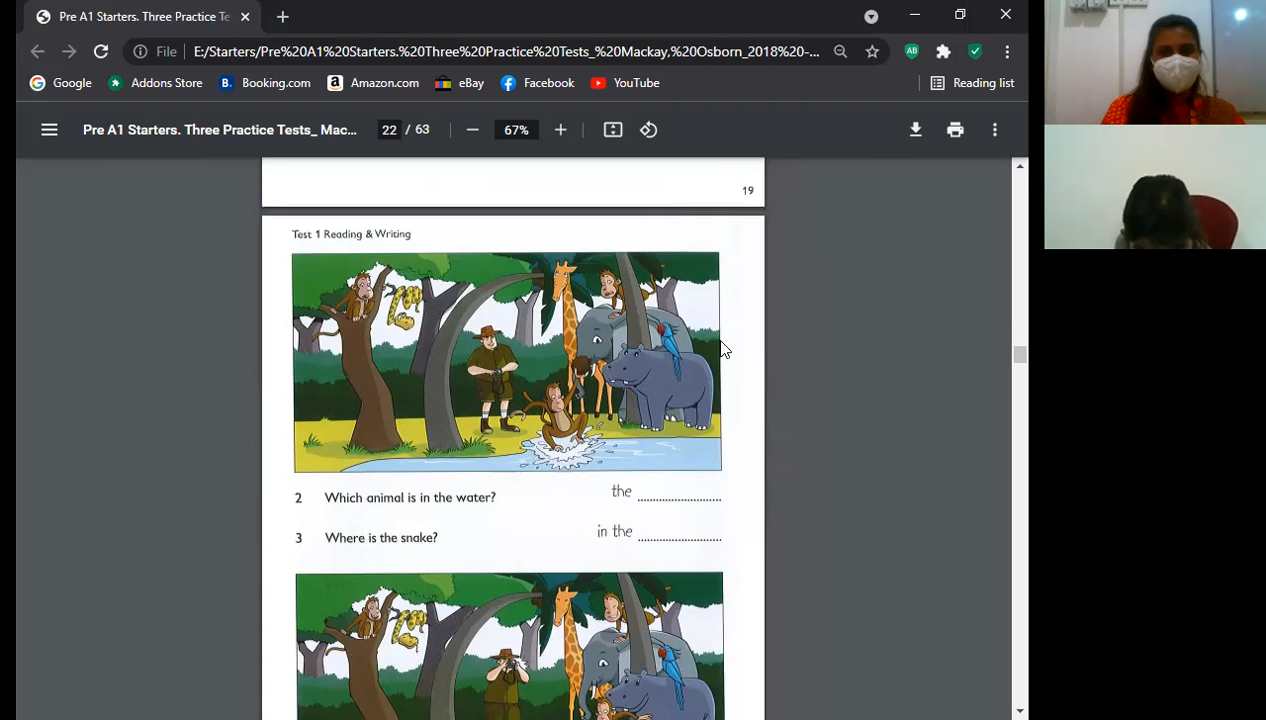 Pre A1 Starters. Three Practice Te
File E:/Starters/Pre%20A1%20Starters.%20Three%20Practice%20Tests_%20Mackay,%20Osborn_2018%20-...
AB
Google Addons Store B. Booking.com a Amazon.com eBay Facebook YouTube Reading list
Pre A1 Starters. Three Practice Tests_ Mac... 22 / 63 67%
19
Test 1 Reading & Writing
2 Which animal is in the water? the ........................
3 Where is the snake? in the ........................